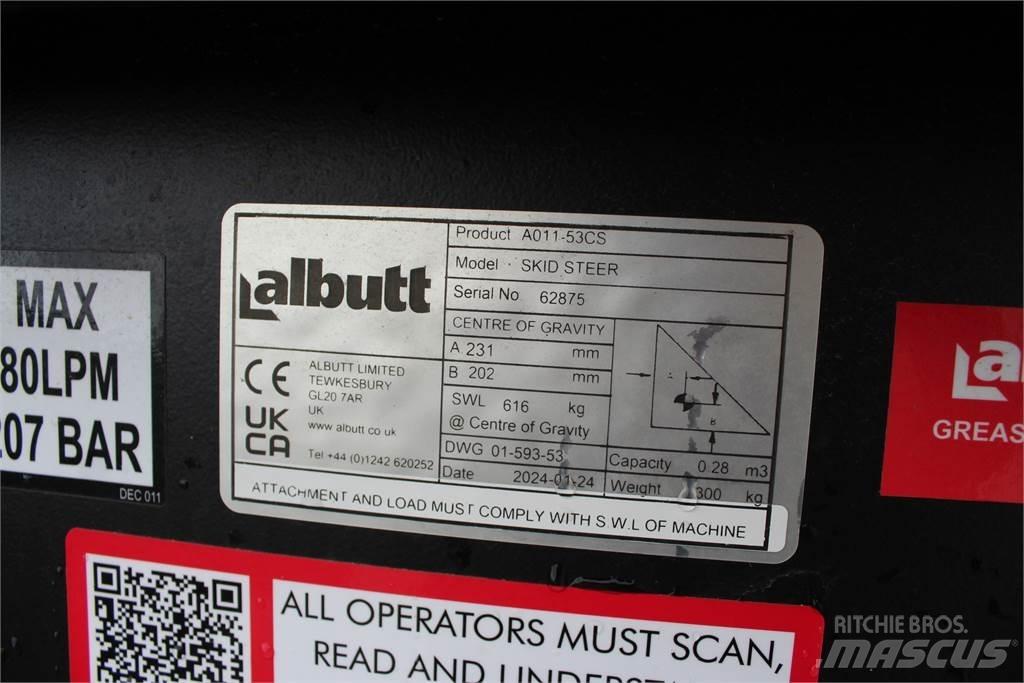 MAX
80LPM
207 BAR
DEC 011
albutt
CE
UK
CA
ALBUTT LIMITED
TEWKESBURY
GL20 7AR
UK
www albutt co uk
Tel +44 (0)1242 620252
Product A011-53CS
Model SKID STEER
Serial No 62875
CENTRE OF GRAVITY
A 231 mm
B 202 mm
SWL 616 kg
@ Centre of Gravity
DWG 01-593-53
Date 2024-01-24
A
B
Capacity 0.28 m3
Weight 300 kg
ATTACHMENT AND LOAD MUST COMPLY WITH S.W.L OF MACHINE
GREAS
ALL OPERATORS MUST SCAN,
READ AND UNDERSTA
RITCHIE BROS.
MASCUS